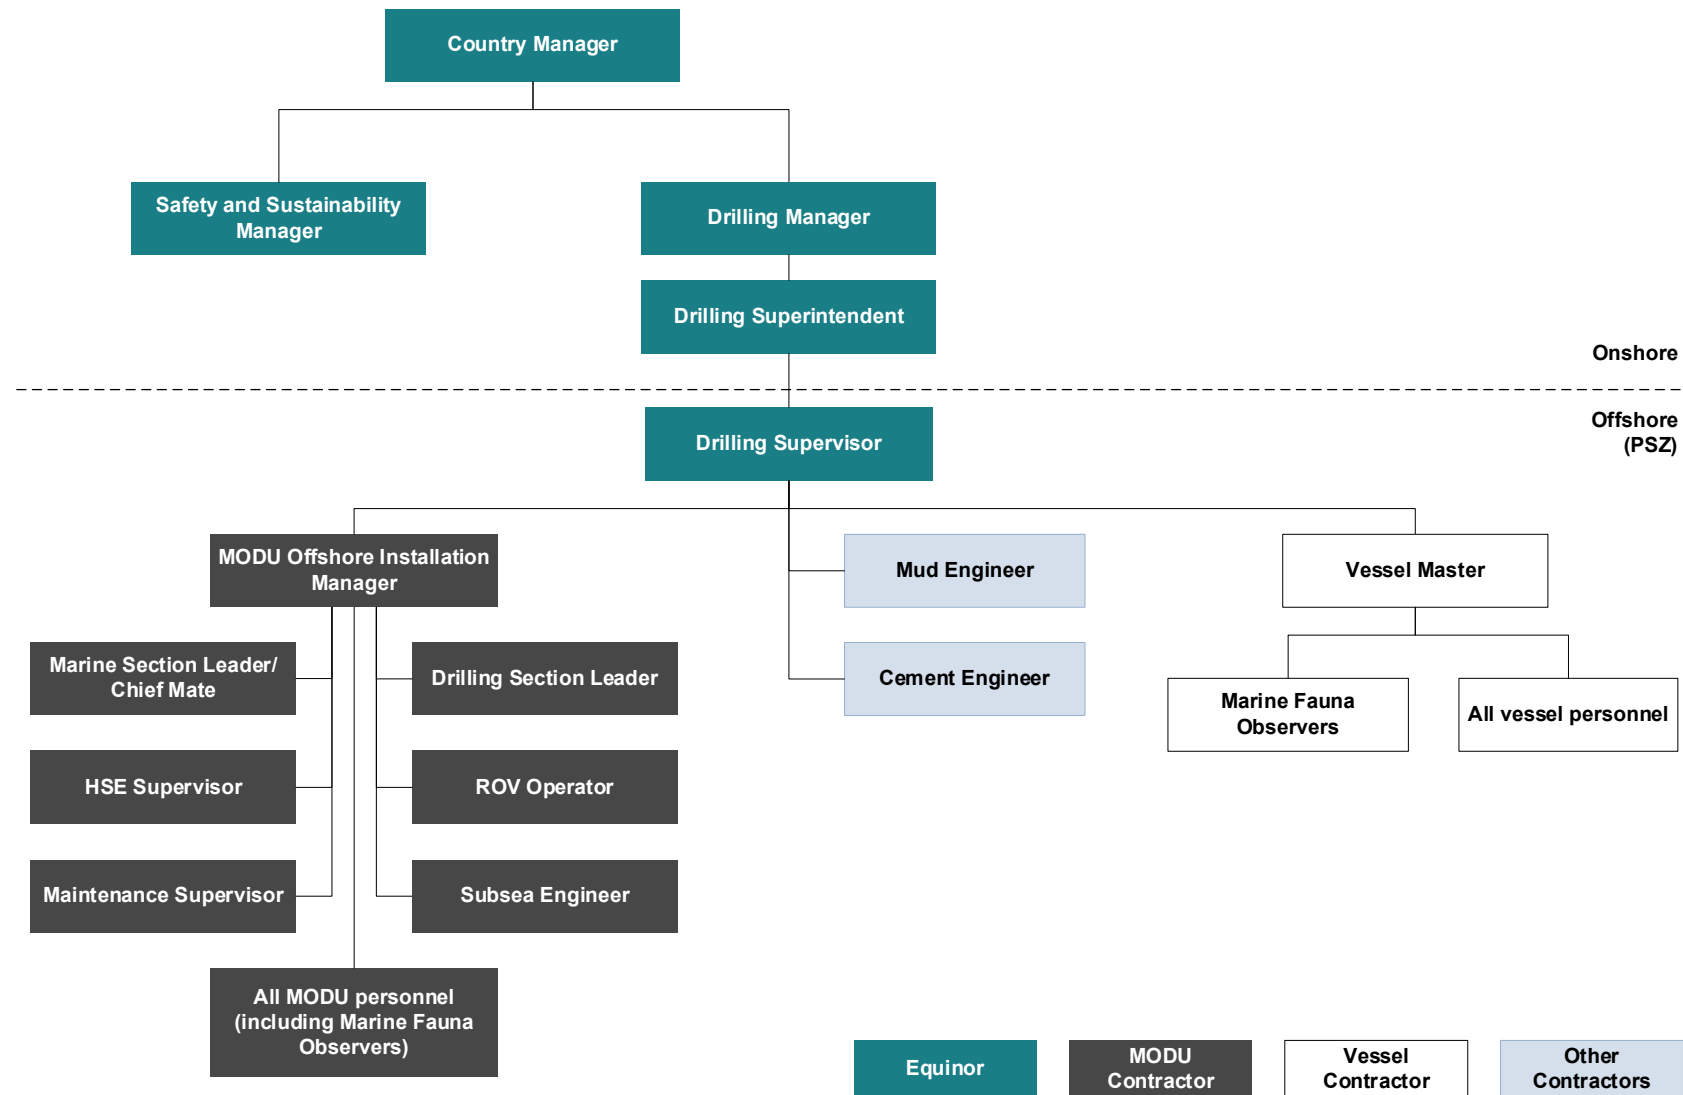 Country Manager
Safety and Sustainability
Manager
Drilling Manager
Drilling Superintendent
Onshore
Offshore
(PSZ)
Drilling Supervisor
MODU Offshore Installation
Manager
Mud Engineer
Vessel Master
Marine Section Leader/
Chief Mate
Drilling Section Leader
Cement Engineer
Marine Fauna
Observers
All vessel personnel
HSE Supervisor
ROV Operator
Maintenance Supervisor
Subsea Engineer
All MODU personnel
(including Marine Fauna
Observers)
Equinor
MODU
Contractor
Vessel
Contractor
Other
Contractors